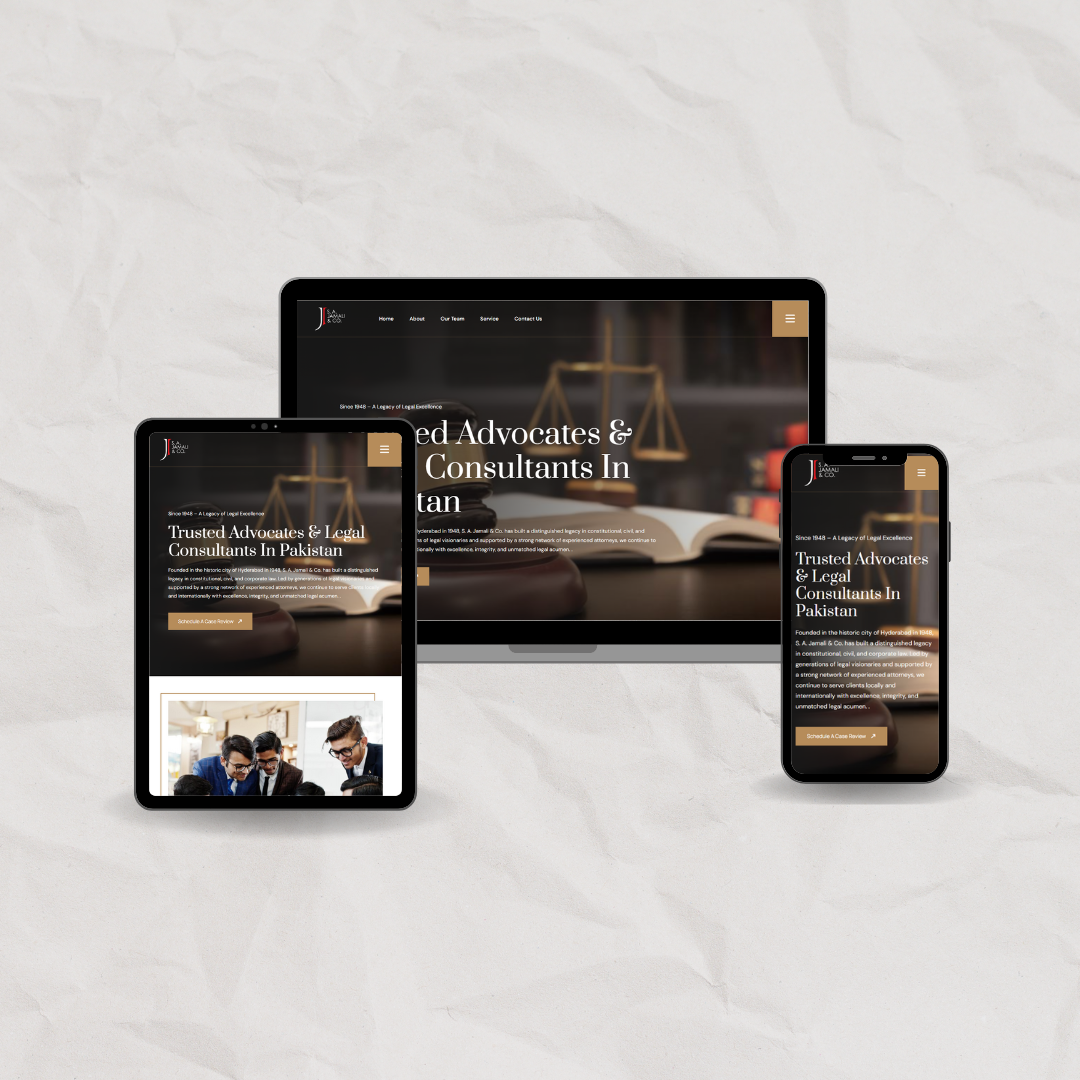 S. A.
JAMALI
& CO.
Home About Our Team Service Contact Us
Since 1948 – A Legacy of Legal Excellence
ed Advocates &
Consultants In
tan
yderabad in 1948, S. A. Jamali & Co. has built a distinguished legacy in constitutional, civil, and
s of legal visionaries and supported by a strong network of experienced attorneys, we continue to
tionally with excellence, integrity, and unmatched legal acumen...
S. A.
JAMALI
& CO.
Since 1948 – A Legacy of Legal Excellence
Trusted Advocates & Legal
Consultants In Pakistan
Founded in the historic city of Hyderabad in 1948, S. A. Jamali & Co. has built a distinguished
legacy in constitutional, civil, and corporate law. Led by generations of legal visionaries and
supported by a strong network of experienced attorneys, we continue to serve clients locally
and internationally with excellence, integrity, and unmatched legal acumen...
Schedule A Case Review
S. A.
JAMALI
& CO.
Since 1948 – A Legacy of Legal Excellence
Trusted Advocates
& Legal
Consultants In
Pakistan
Founded in the historic city of Hyderabad in 1948,
S. A. Jamali & Co. has built a distinguished legacy
in constitutional, civil, and corporate law. Led by
generations of legal visionaries and supported by
a strong network of experienced attorneys, we
continue to serve clients locally and
internationally with excellence, integrity, and
unmatched legal acumen...
Schedule A Case Review